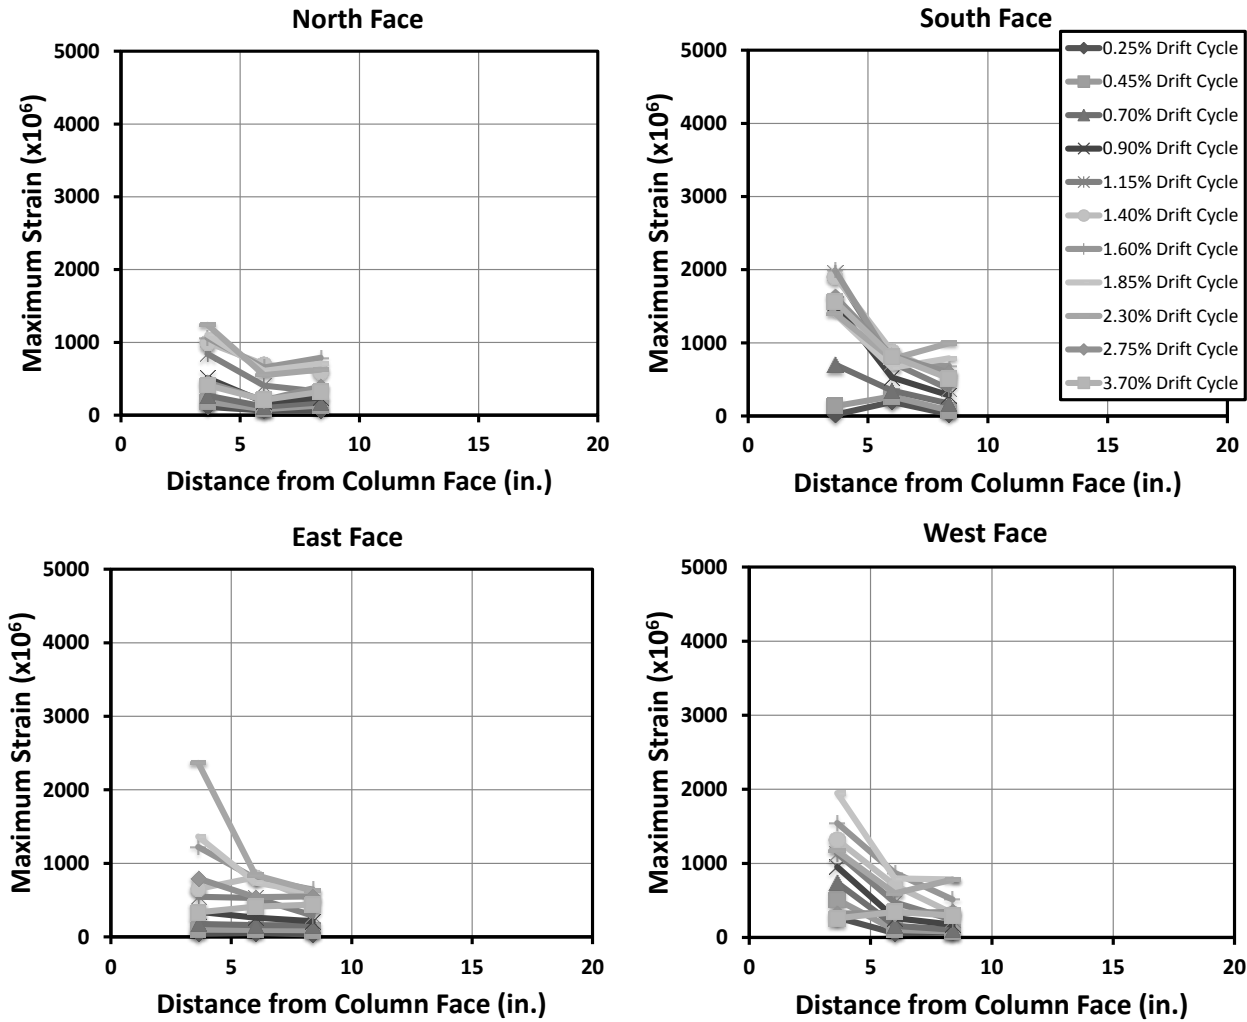 North Face
5000
4000
3000
2000
1000
0
0 5 10 15 20
Maximum Strain (x10⁶)
Distance from Column Face (in.)
South Face
5000
4000
3000
2000
1000
0
0 5 10 15 20
Maximum Strain (x10⁶)
Distance from Column Face (in.)
0.25% Drift Cycle
0.45% Drift Cycle
0.70% Drift Cycle
0.90% Drift Cycle
1.15% Drift Cycle
1.40% Drift Cycle
1.60% Drift Cycle
1.85% Drift Cycle
2.30% Drift Cycle
2.75% Drift Cycle
3.70% Drift Cycle
East Face
5000
4000
3000
2000
1000
0
0 5 10 15 20
Maximum Strain (x10⁶)
Distance from Column Face (in.)
West Face
5000
4000
3000
2000
1000
0
0 5 10 15 20
Maximum Strain (x10⁶)
Distance from Column Face (in.)